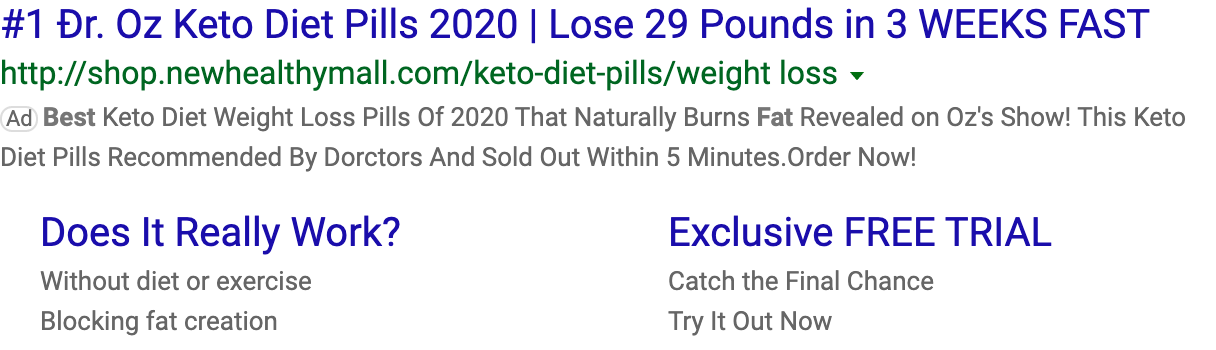 #1 Đr. Oz Keto Diet Pills 2020 | Lose 29 Pounds in 3 WEEKS FAST
http://shop.newhealthymall.com/keto-diet-pills/weight loss
Ad Best Keto Diet Weight Loss Pills Of 2020 That Naturally Burns Fat Revealed on Oz's Show! This Keto
Diet Pills Recommended By Dorctors And Sold Out Within 5 Minutes.Order Now!
Does It Really Work?
Without diet or exercise
Blocking fat creation
Exclusive FREE TRIAL
Catch the Final Chance
Try It Out Now